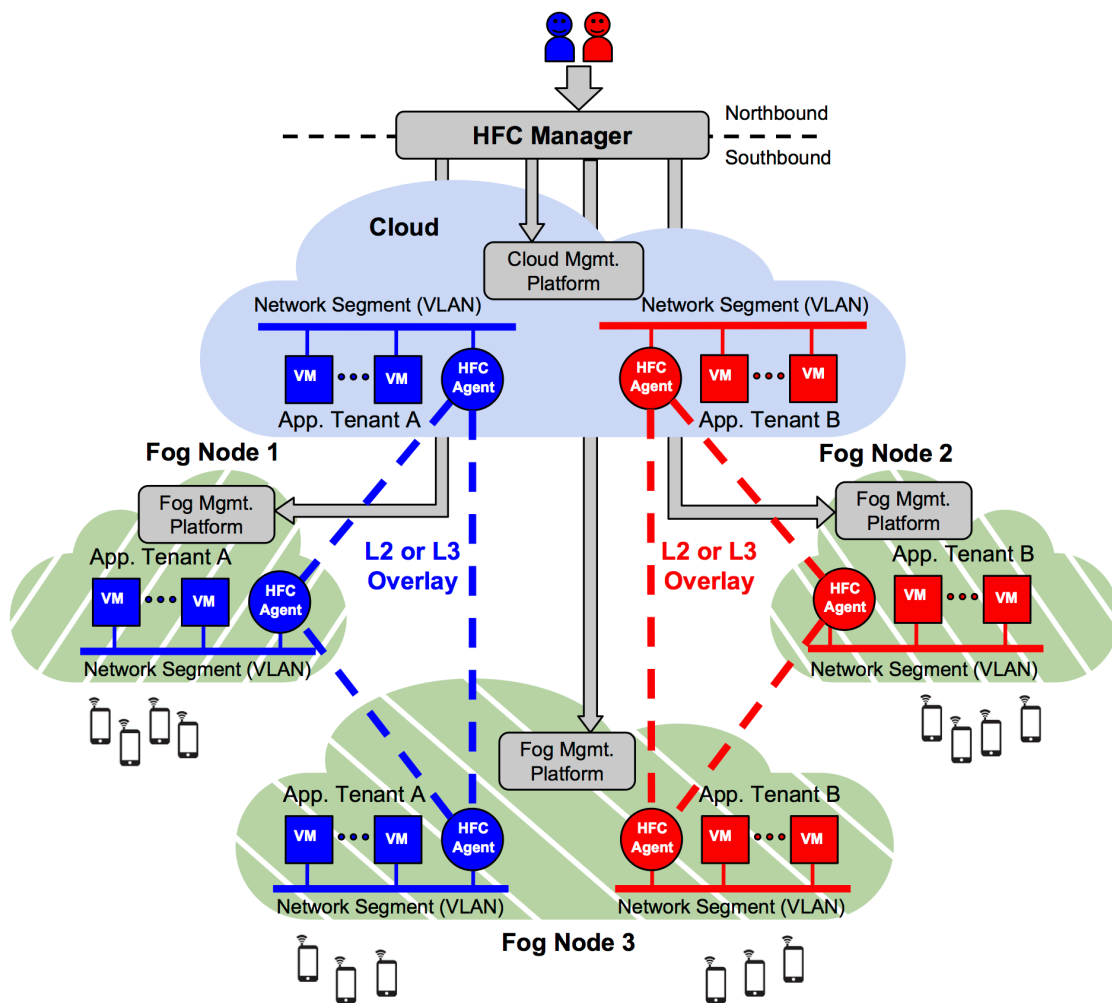 Northbound
HFC Manager
Southbound
Cloud
Cloud Mgmt.
Platform
Network Segment (VLAN)
Network Segment (VLAN)
VM
VM
HFC
Agent
HFC
Agent
VM
VM
App. Tenant A
App. Tenant B
Fog Node 1
Fog Node 2
Fog Mgmt.
Platform
Fog Mgmt.
Platform
App. Tenant A
L2 or L3
Overlay
L2 or L3
Overlay
App. Tenant B
VM
VM
HFC
Agent
HFC
Agent
VM
VM
Network Segment (VLAN)
Network Segment (VLAN)
Fog Mgmt.
Platform
App. Tenant A
App. Tenant B
VM
VM
HFC
Agent
HFC
Agent
VM
VM
Network Segment (VLAN)
Network Segment (VLAN)
Fog Node 3